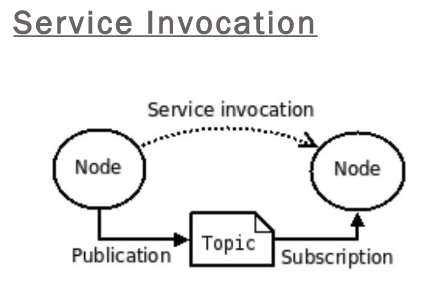 Service Invocation
Service invocation
Node
Node
Topic
Publication
Subscription